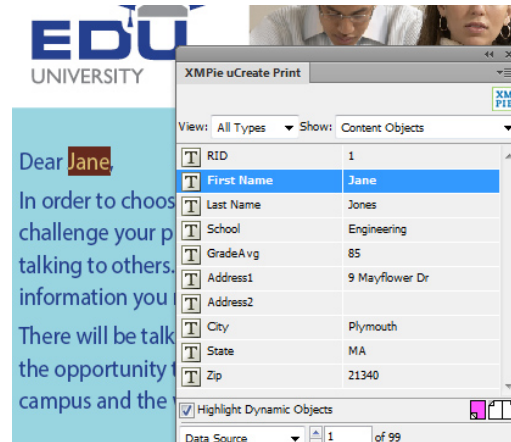 EDU
UNIVERSITY
XMPie uCreate Print
XM
PIE
View: All Types Show: Content Objects
RID 1
First Name Jane
Last Name Jones
School Engineering
GradeAvg 85
Address1 9 Mayflower Dr
Address2
City Plymouth
State MA
Zip 21340
Highlight Dynamic Objects
Data Source 1 of 99
Dear Jane,
In order to choos
challenge your p
talking to others.
information you
There will be talk
the opportunity
campus and the